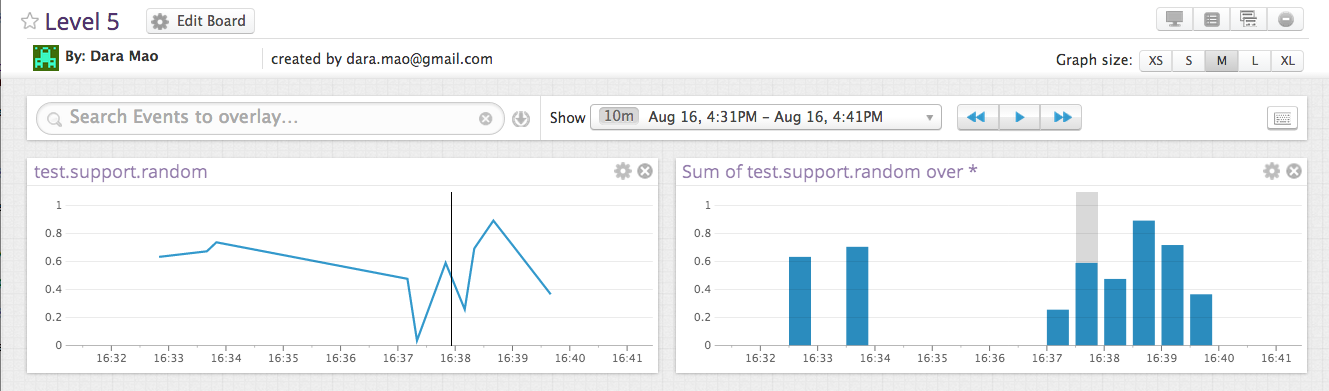 Level 5 Edit Board
By: Dara Mao created by dara.mao@gmail.com Graph size: XS S M L XL
Search Events to overlay... Show 10m Aug 16, 4:31PM – Aug 16, 4:41PM
test.support.random
1
0.8
0.6
0.4
0.2
0
16:32 16:33 16:34 16:35 16:36 16:37 16:38 16:39 16:40 16:41
Sum of test.support.random over *
1
0.8
0.6
0.4
0.2
0
16:32 16:33 16:34 16:35 16:36 16:37 16:38 16:39 16:40 16:41